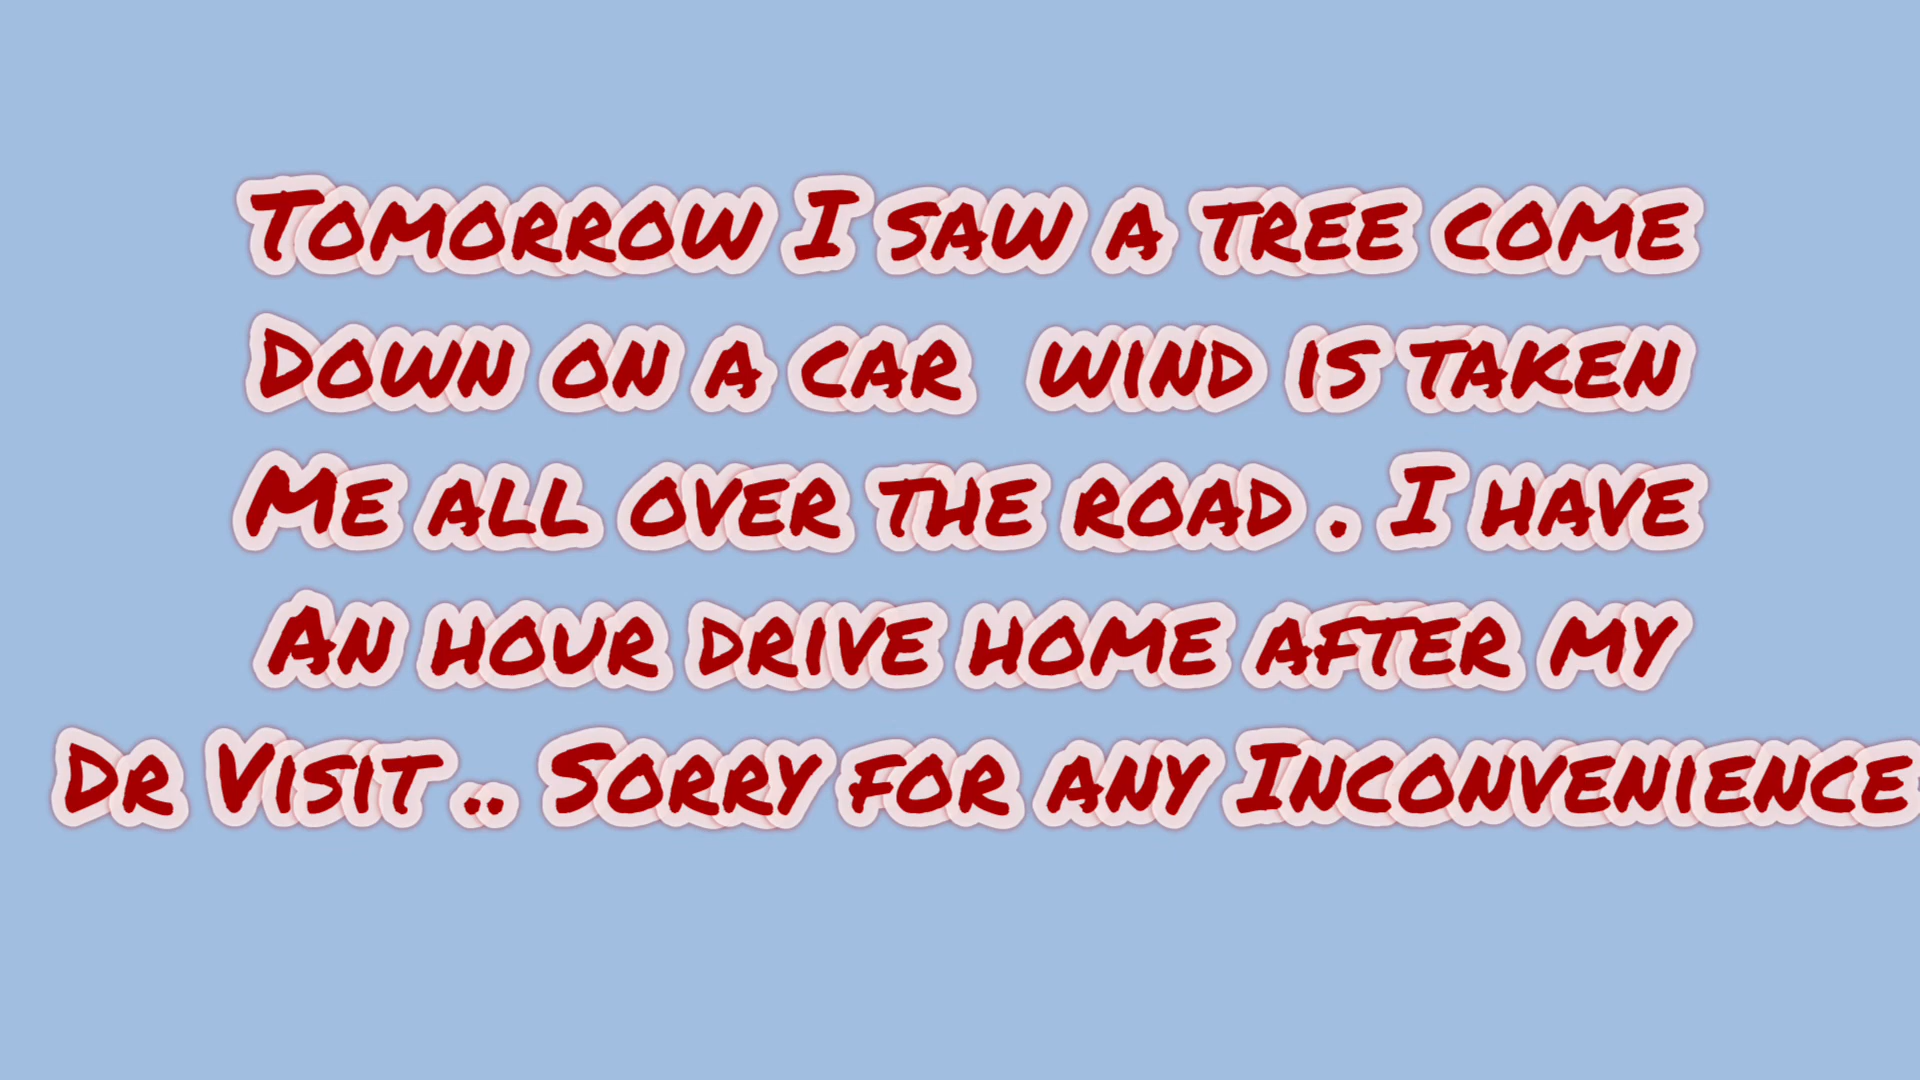 Tomorrow I saw a tree come
Down on a car wind is taken
Me all over the road . I have
An hour drive home after my
Dr Visit .. Sorry for any Inconvenience